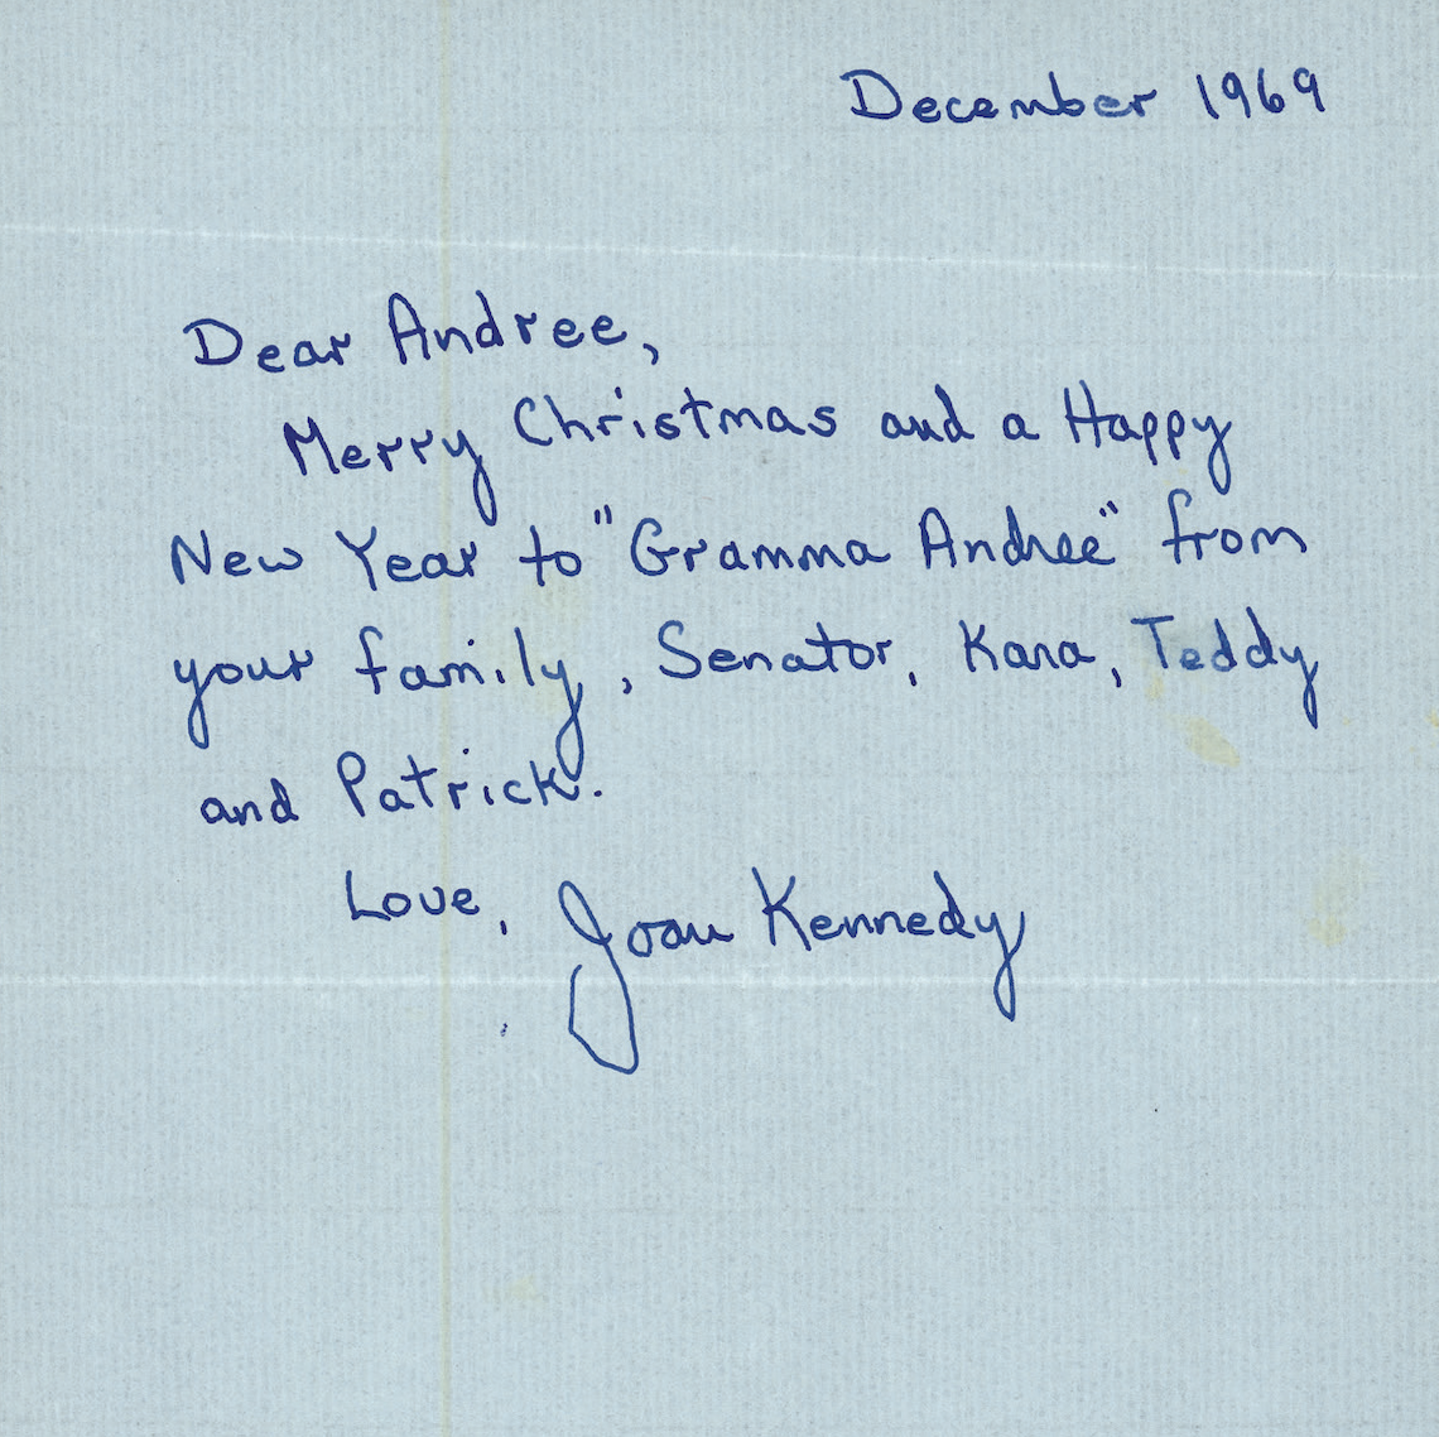 December 1969
Dear Andree,
Merry Christmas and a Happy
New Year to "Gramma Andree" from
your family, Senator, Kara, Teddy
and Patrick.
Love, Joan Kennedy